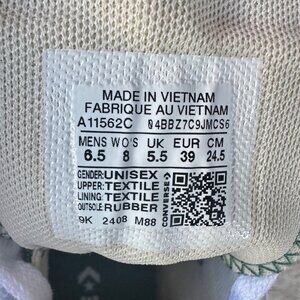 MADE IN VIETNAM
FABRIQUE AU VIETNAM
A11562C 04BBZ7C9JMCS6
MENS WO'S UK EUR CM
6.5 8 5.5 39 24.5
GENDER:UNISEX
UPPER:TEXTILE
LINING:TEXTILE
OUTSOLE:RUBBER
CONVERSE
9K 2408 M88